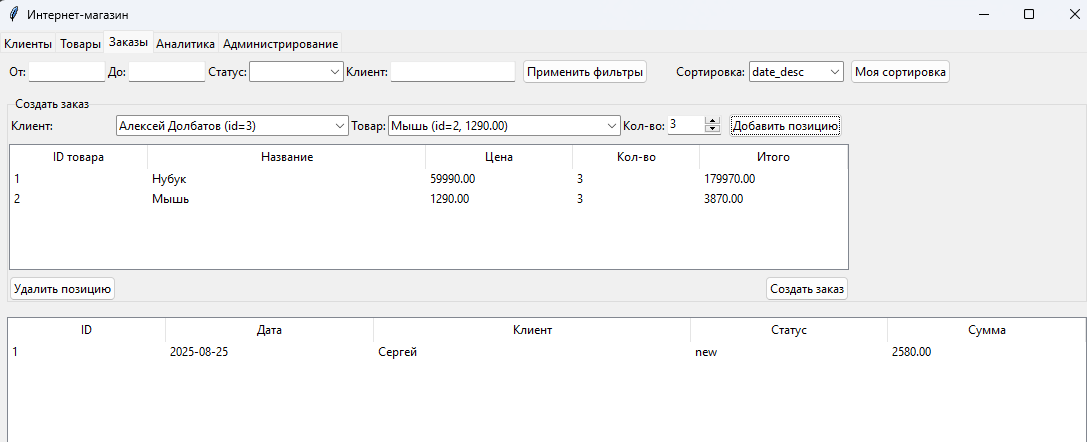 Интернет-магазин
Клиенты Товары Заказы Аналитика Администрирование
От: До: Статус: Клиент: Применить фильтры Сортировка: date_desc Моя сортировка
Создать заказ
Клиент: Алексей Долбатов (id=3) Товар: Мышь (id=2, 1290.00) Кол-во: 3 Добавить позицию
ID товара Название Цена Кол-во Итого
1 Нубук 59990.00 3 179970.00
2 Мышь 1290.00 3 3870.00
Удалить позицию Создать заказ
ID Дата Клиент Статус Сумма
1 2025-08-25 Сергей new 2580.00